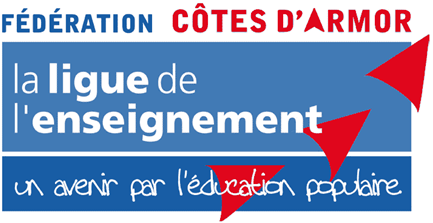 FÉDÉRATION CÔTES D'ARMOR
la ligue de
l'enseignement
un avenir par l'éducation populaire